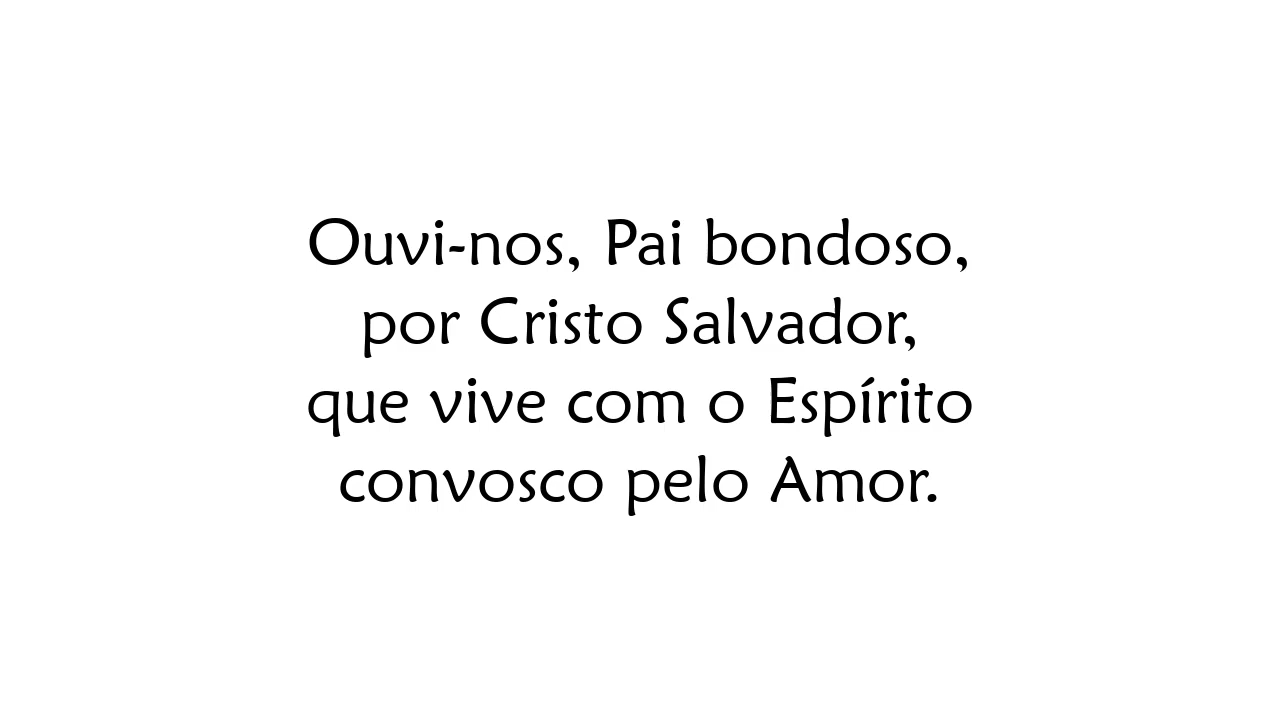 Ouvi-nos, Pai bondoso,
por Cristo Salvador,
que vive com o Espírito
convosco pelo Amor.